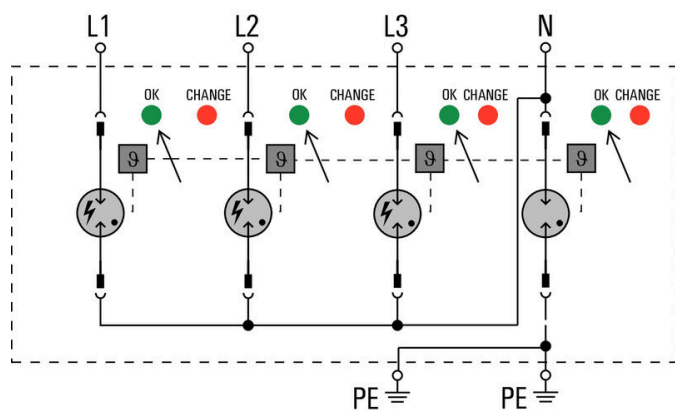 L1 L2 L3 N
OK CHANGE OK CHANGE OK CHANGE OK CHANGE
ϑ ϑ ϑ ϑ
PE PE